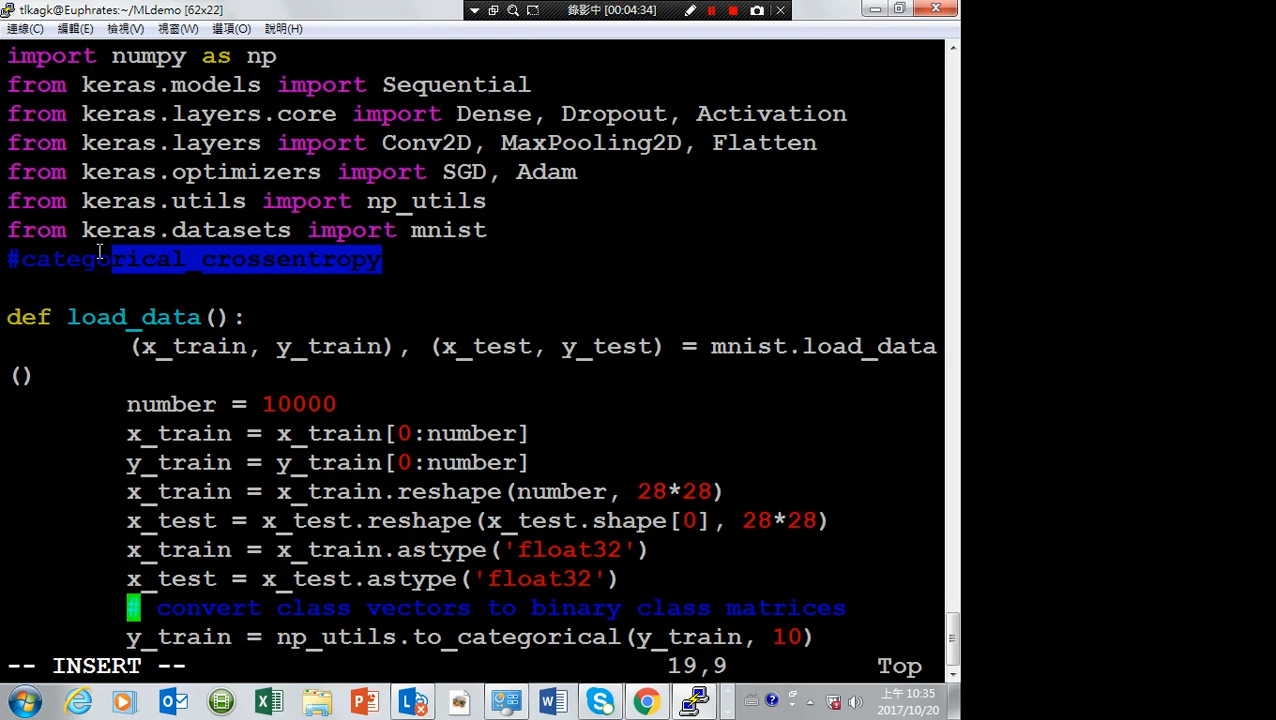 tlkagk@Euphrates:~/MLdemo [62x22]
錄影中 [00:04:34]
連線(C) 編輯(E) 檢視(V) 視窗(W) 選項(O) 說明(H)
import numpy as np
from keras.models import Sequential
from keras.layers.core import Dense, Dropout, Activation
from keras.layers import Conv2D, MaxPooling2D, Flatten
from keras.optimizers import SGD, Adam
from keras.utils import np_utils
from keras.datasets import mnist
#categorical_crossentropy
def load_data():
(x_train, y_train), (x_test, y_test) = mnist.load_data
()
number = 10000
x_train = x_train[0:number]
y_train = y_train[0:number]
x_train = x_train.reshape(number, 28*28)
x_test = x_test.reshape(x_test.shape[0], 28*28)
x_train = x_train.astype('float32')
x_test = x_test.astype('float32')
# convert class vectors to binary class matrices
y_train = np_utils.to_categorical(y_train, 10)
-- INSERT -- 19,9 Top
上午 10:35
2017/10/20